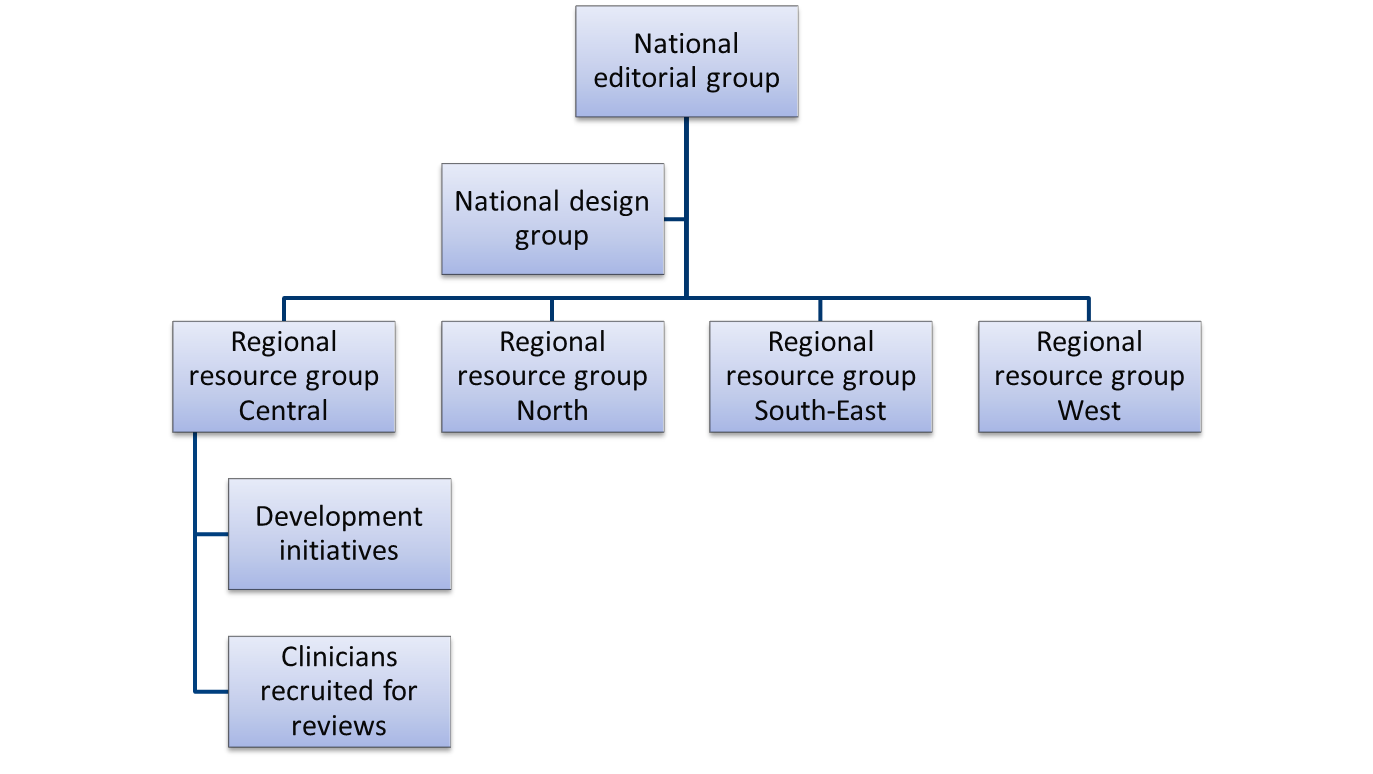 National
editorial group
National design
group
Regional
resource group
Central
Regional
resource group
North
Regional
resource group
South-East
Regional
resource group
West
Development
initiatives
Clinicians
recruited for
reviews